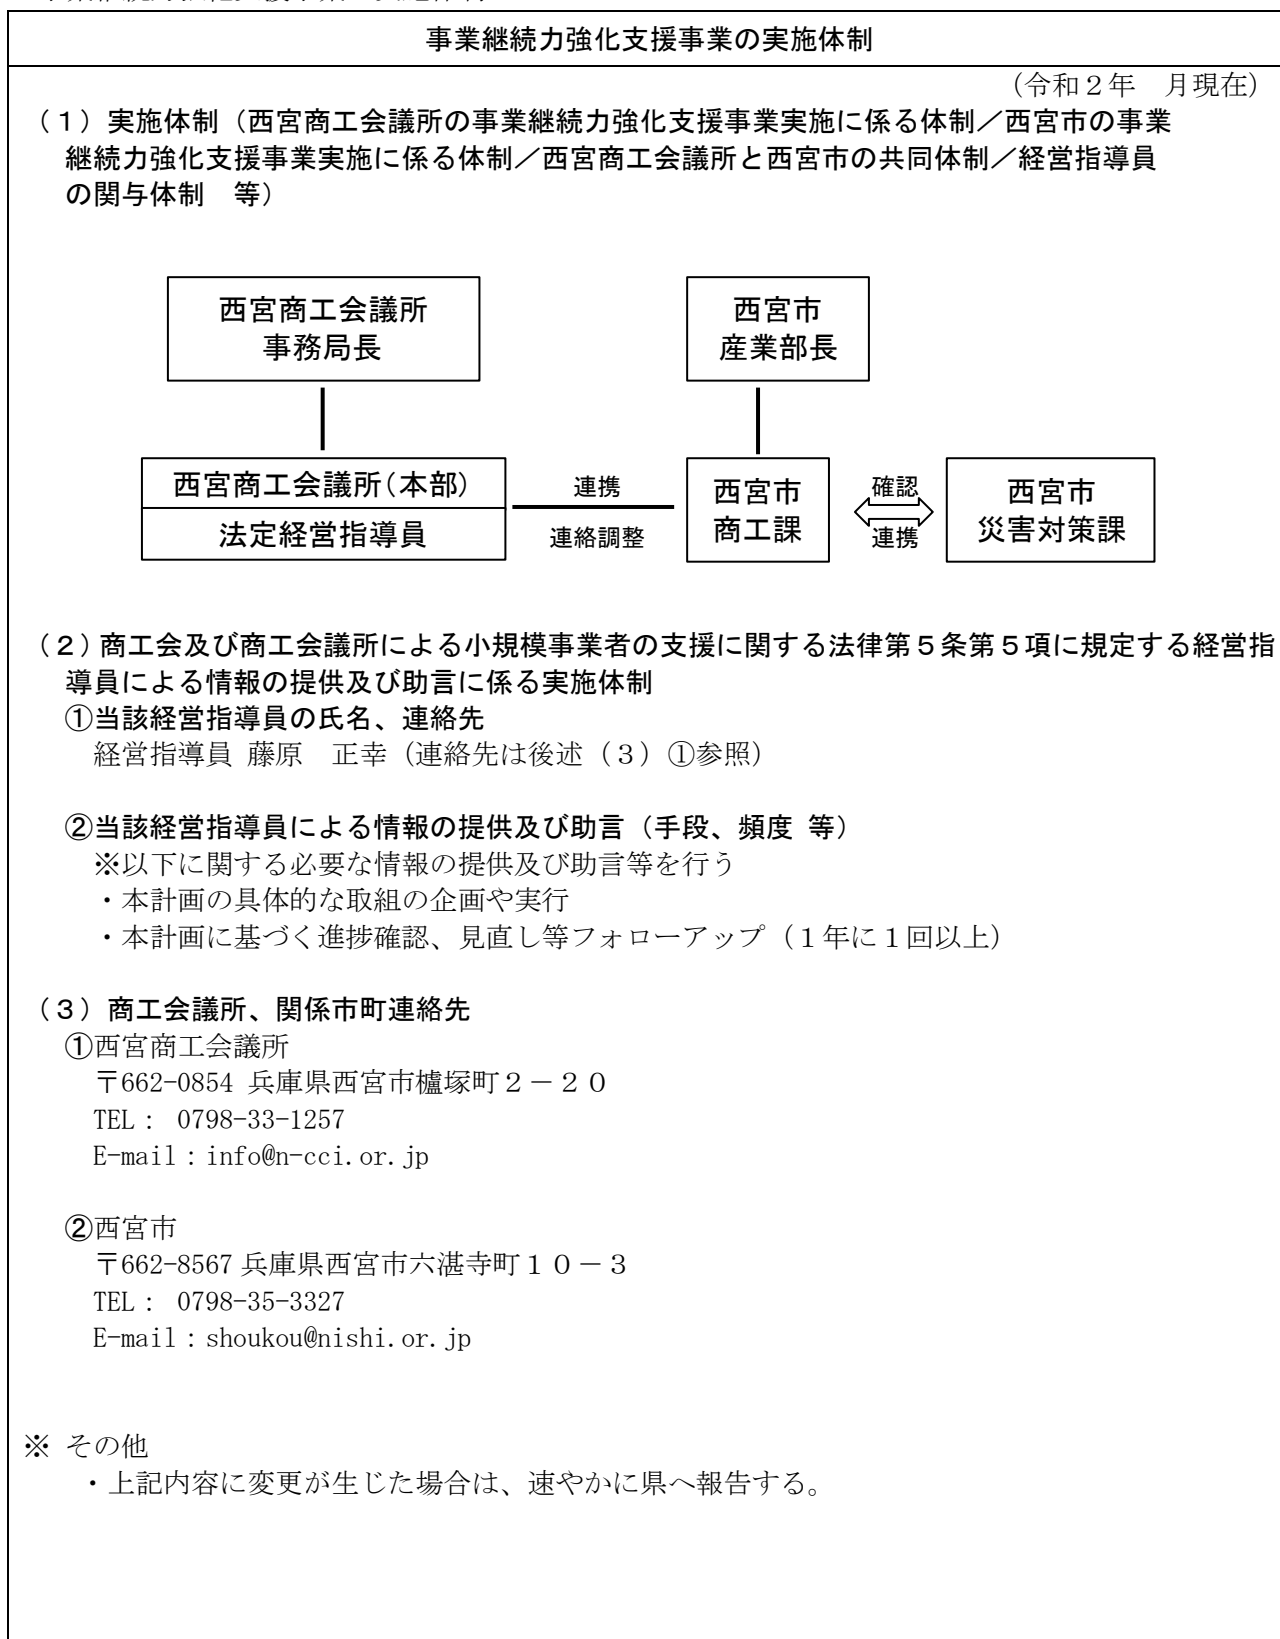 事業継続力強化支援事業の実施体制
（令和２年　月現在）
（１）実施体制（西宮商工会議所の事業継続力強化支援事業実施に係る体制／西宮市の事業
継続力強化支援事業実施に係る体制／西宮商工会議所と西宮市の共同体制／経営指導員
の関与体制　等）
西宮商工会議所
事務局長
西宮市
産業部長
西宮商工会議所（本部）
法定経営指導員
連携
連絡調整
西宮市
商工課
確認
連携
西宮市
災害対策課
（２）商工会及び商工会議所による小規模事業者の支援に関する法律第５条第５項に規定する経営指
導員による情報の提供及び助言に係る実施体制
①当該経営指導員の氏名、連絡先
経営指導員 藤原　正幸（連絡先は後述（３）①参照）
②当該経営指導員による情報の提供及び助言（手段、頻度 等）
※以下に関する必要な情報の提供及び助言等を行う
・本計画の具体的な取組の企画や実行
・本計画に基づく進捗確認、見直し等フォローアップ（１年に１回以上）
（３）商工会議所、関係市町連絡先
①西宮商工会議所
〒662-0854 兵庫県西宮市櫨塚町２－２０
TEL： 0798-33-1257
E-mail：info@n-cci.or.jp
②西宮市
〒662-8567 兵庫県西宮市六湛寺町１０－３
TEL： 0798-35-3327
E-mail：shoukou@nishi.or.jp
※ その他
・上記内容に変更が生じた場合は、速やかに県へ報告する。